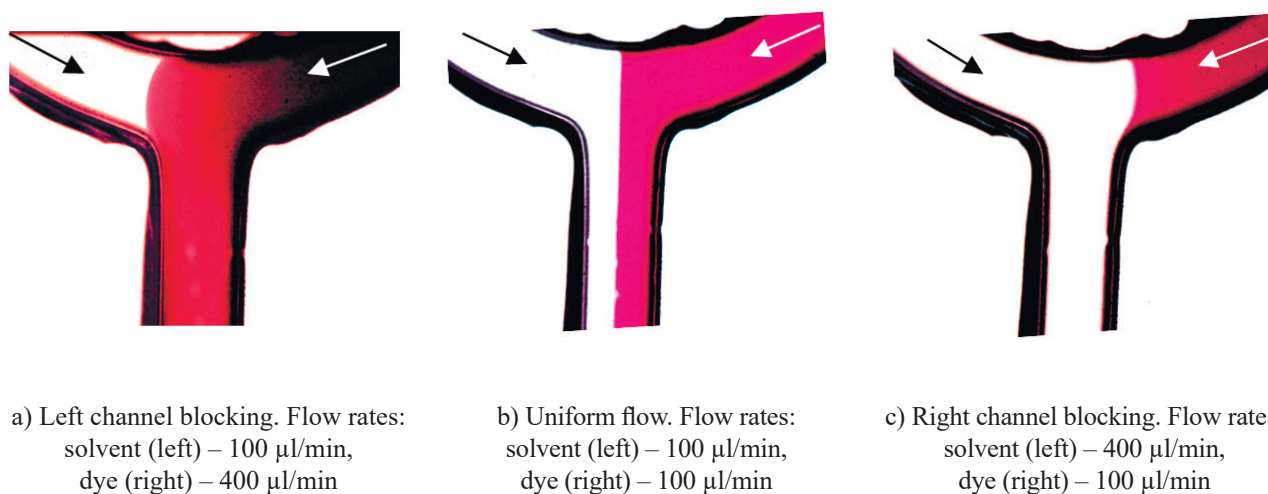 a) Left channel blocking. Flow rates:
solvent (left) – 100 µl/min,
dye (right) – 400 µl/min
b) Uniform flow. Flow rates:
solvent (left) – 100 µl/min,
dye (right) – 100 µl/min
c) Right channel blocking. Flow rate
solvent (left) – 400 µl/min,
dye (right) – 100 µl/min